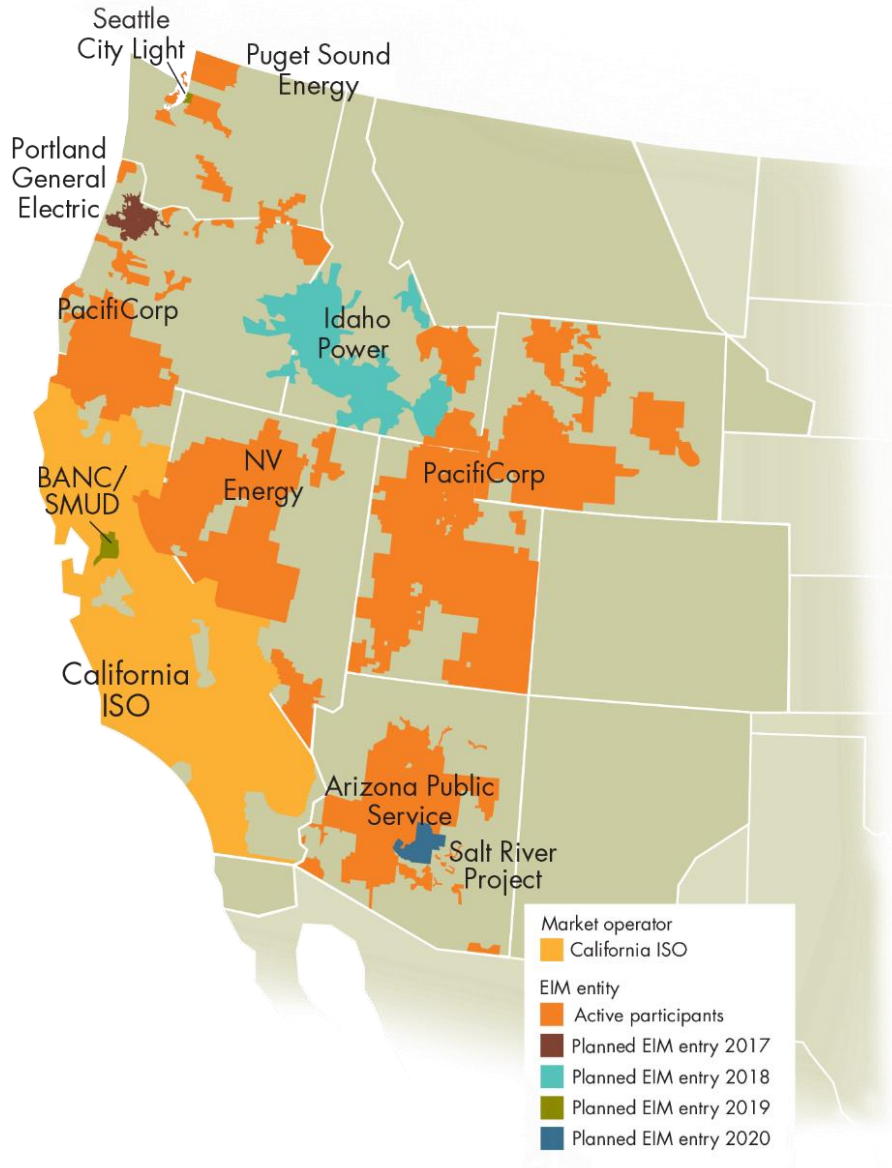 Seattle
City Light
Puget Sound
Energy
Portland
General
Electric
PacifiCorp
Idaho
Power
BANC/
SMUD
NV
Energy
PacifiCorp
California
ISO
Arizona Public
Service
Salt River
Project
Market operator
California ISO
EIM entity
Active participants
Planned EIM entry 2017
Planned EIM entry 2018
Planned EIM entry 2019
Planned EIM entry 2020